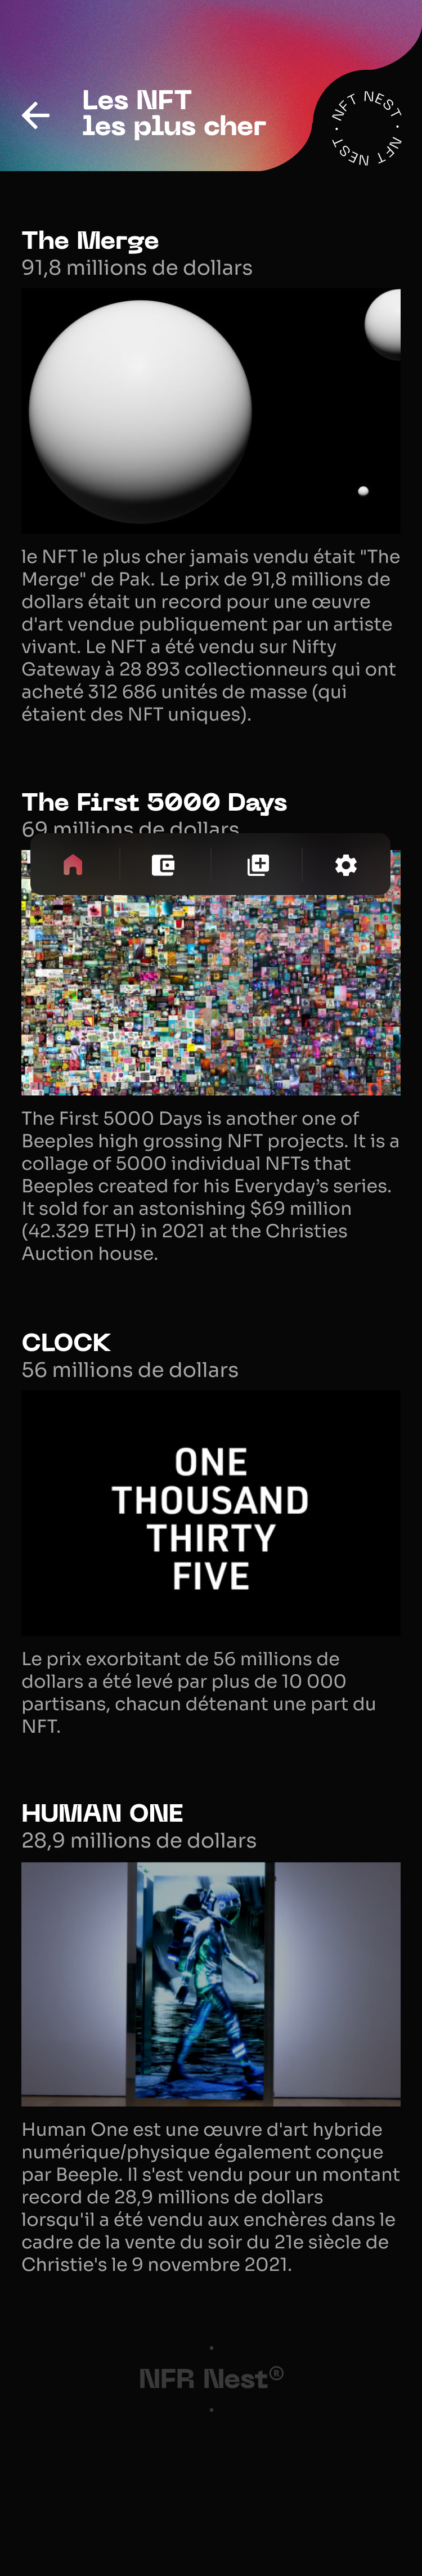 Les NFT
les plus cher
NFT NEST · NFT NEST ·
The Merge
91,8 millions de dollars
le NFT le plus cher jamais vendu était "The
Merge" de Pak. Le prix de 91,8 millions de
dollars était un record pour une œuvre
d'art vendue publiquement par un artiste
vivant. Le NFT a été vendu sur Nifty
Gateway à 28 893 collectionneurs qui ont
acheté 312 686 unités de masse (qui
étaient des NFT uniques).
The First 5000 Days
69 millions de dollars
The First 5000 Days is another one of
Beeples high grossing NFT projects. It is a
collage of 5000 individual NFTs that
Beeples created for his Everyday’s series.
It sold for an astonishing $69 million
(42.329 ETH) in 2021 at the Christies
Auction house.
CLOCK
56 millions de dollars
ONE
THOUSAND
THIRTY
FIVE
Le prix exorbitant de 56 millions de
dollars a été levé par plus de 10 000
partisans, chacun détenant une part du
NFT.
HUMAN ONE
28,9 millions de dollars
Human One est une œuvre d'art hybride
numérique/physique également conçue
par Beeple. Il s'est vendu pour un montant
record de 28,9 millions de dollars
lorsqu'il a été vendu aux enchères dans le
cadre de la vente du soir du 21e siècle de
Christie's le 9 novembre 2021.
NFR Nest®